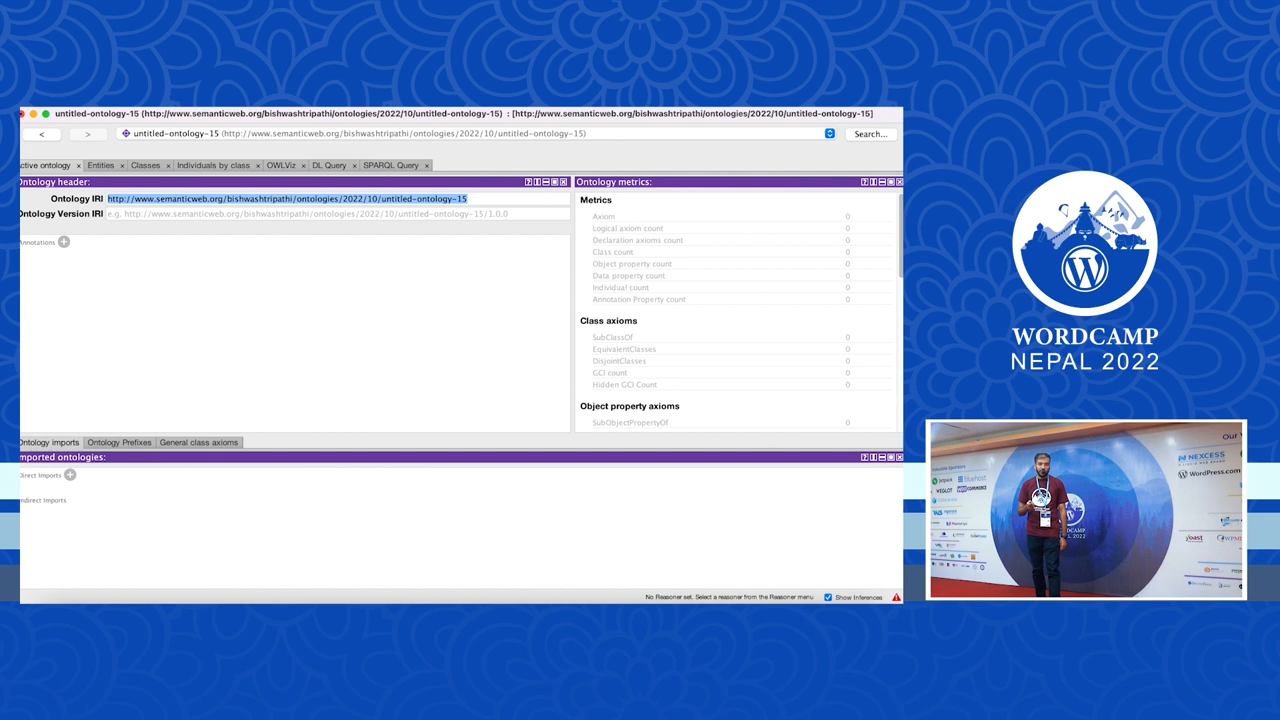 untitled-ontology-15 (http://www.semanticweb.org/bishwashtripathi/ontologies/2022/10/untitled-ontology-15) : [http://www.semanticweb.org/bishwashtripathi/ontologies/2022/10/untitled-ontology-15]
< > untitled-ontology-15 (http://www.semanticweb.org/bishwashtripathi/ontologies/2022/10/untitled-ontology-15) Search...
ctive ontology × Entities × Classes × Individuals by class × OWLViz × DL Query × SPARQL Query ×
Ontology header:
Ontology IRI http://www.semanticweb.org/bishwashtripathi/ontologies/2022/10/untitled-ontology-15
Ontology Version IRI e.g. http://www.semanticweb.org/bishwashtripathi/ontologies/2022/10/untitled-ontology-15/1.0.0
Annotations
Ontology metrics:
Metrics
Axiom 0
Logical axiom count 0
Declaration axioms count 0
Class count 0
Object property count 0
Data property count 0
Individual count 0
Annotation Property count 0
Class axioms
SubClassOf 0
EquivalentClasses 0
DisjointClasses 0
GCI count 0
Hidden GCI Count 0
Object property axioms
SubObjectPropertyOf 0
Ontology imports Ontology Prefixes General class axioms
mported ontologies:
Direct Imports
ndirect Imports
No Reasoner set. Select a reasoner from the Reasoner menu Show Inferences
W
WORDCAMP
NEPAL 2022
Our
NEXCESS
WordPress.com
Jetpack bluehost
WEGLOT WOOCOMMERCE
yoast